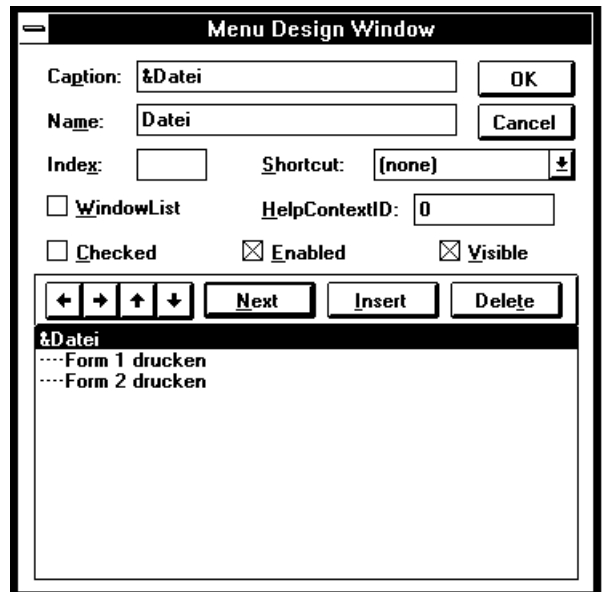 Menu Design Window
Caption: &Datei OK
Name: Datei Cancel
Index: Shortcut: (none)
WindowList HelpContextID: 0
Checked Enabled Visible
Next Insert Delete
&Datei
····Form 1 drucken
····Form 2 drucken